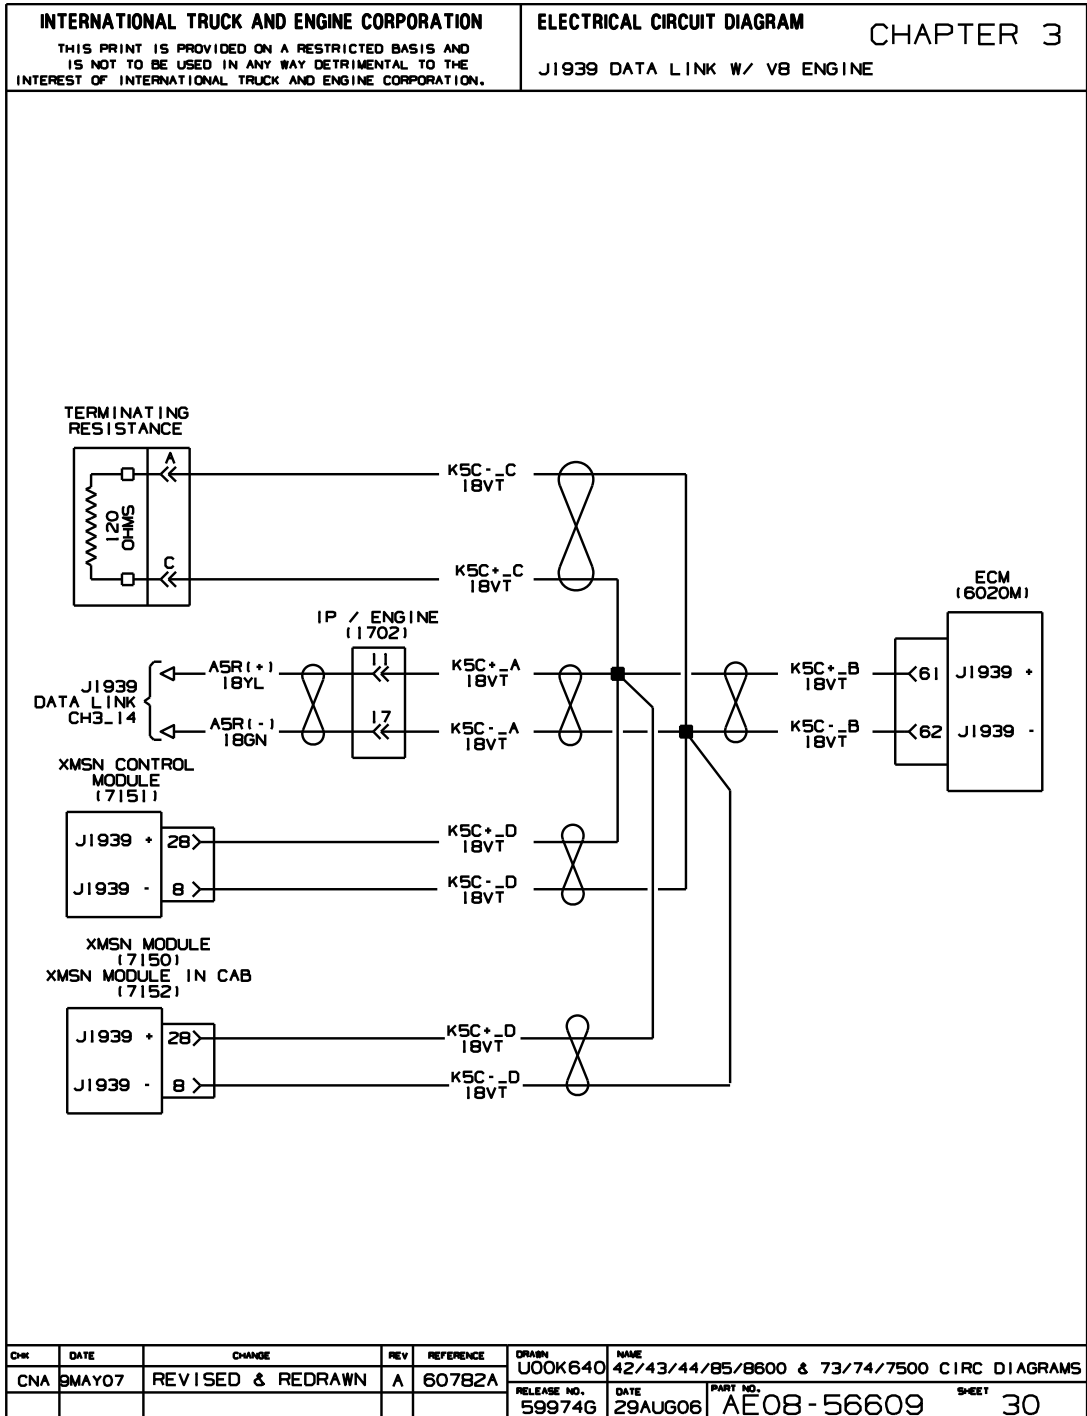 INTERNATIONAL TRUCK AND ENGINE CORPORATION
THIS PRINT IS PROVIDED ON A RESTRICTED BASIS AND
IS NOT TO BE USED IN ANY WAY DETRIMENTAL TO THE
INTEREST OF INTERNATIONAL TRUCK AND ENGINE CORPORATION.
ELECTRICAL CIRCUIT DIAGRAM
CHAPTER 3
J1939 DATA LINK W/ V8 ENGINE
TERMINATING
RESISTANCE
A
120
OHMS
C
K5C-_C
18VT
K5C+_C
18VT
IP / ENGINE
(1702)
J1939
DATA LINK
CH3_14
A5R(+)
18YL
11
K5C+_A
18VT
A5R(-)
18GN
17
K5C-_A
18VT
K5C+_B
18VT
K5C-_B
18VT
ECM
(6020M)
61
J1939 +
62
J1939 -
XMSN CONTROL
MODULE
(7151)
J1939 + 28
K5C+_D
18VT
J1939 - 8
K5C-_D
18VT
XMSN MODULE
(7150)
XMSN MODULE IN CAB
(7152)
J1939 + 28
K5C+_D
18VT
J1939 - 8
K5C-_D
18VT
CHK DATE CHANGE REV REFERENCE
CNA 9MAY07 REVISED & REDRAWN A 60782A
DRAWN
U00K640
NAME
42/43/44/85/8600 & 73/74/7500 CIRC DIAGRAMS
RELEASE NO.
59974G
DATE
29AUG06
PART NO.
AE08-56609
SHEET
30